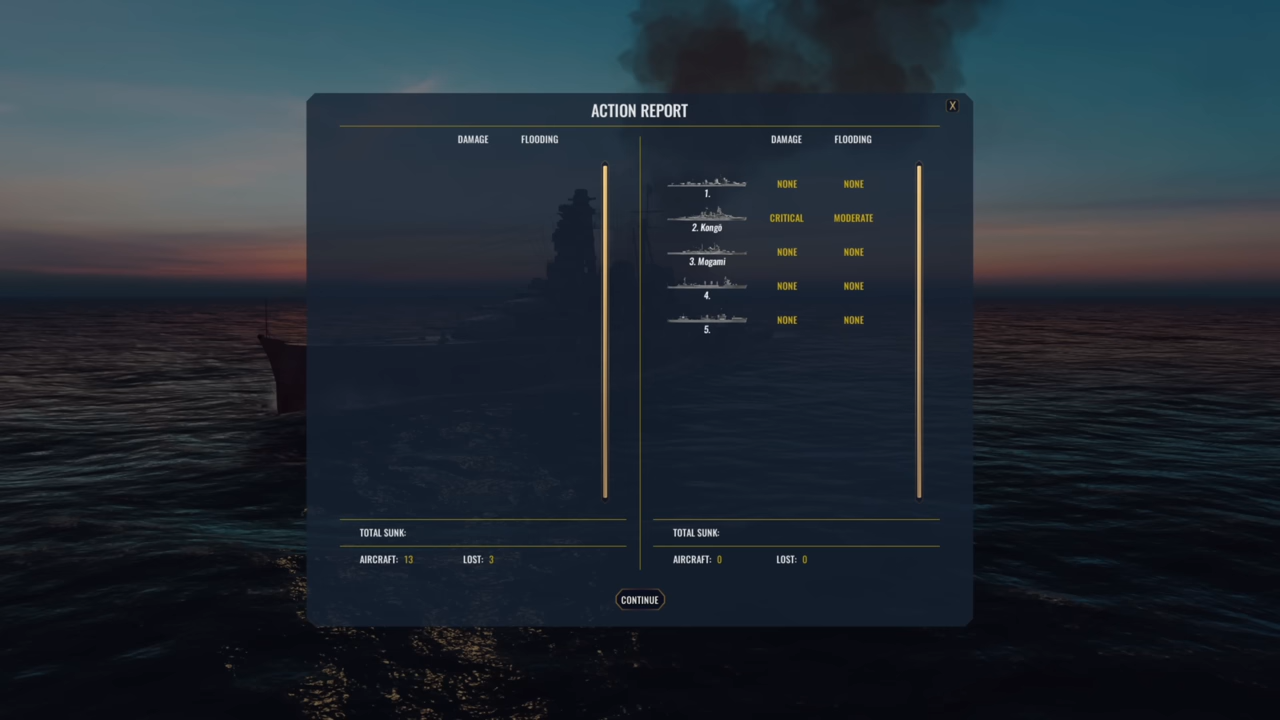 ACTION REPORT
X
DAMAGE FLOODING
DAMAGE FLOODING
1. NONE NONE
2. Kongō CRITICAL MODERATE
3. Mogami NONE NONE
4. NONE NONE
5. NONE NONE
TOTAL SUNK:
AIRCRAFT: 13 LOST: 3
TOTAL SUNK:
AIRCRAFT: 0 LOST: 0
CONTINUE